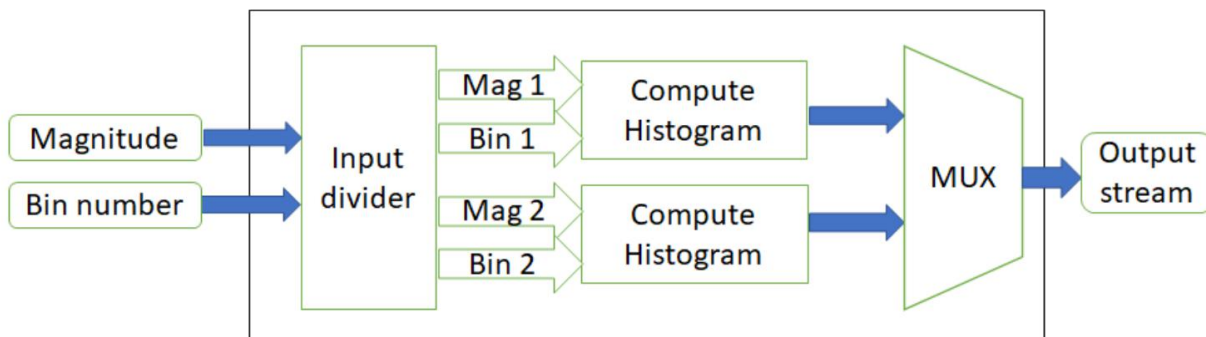 Magnitude
Bin number
Input
divider
Mag 1
Bin 1
Mag 2
Bin 2
Compute
Histogram
Compute
Histogram
MUX
Output
stream